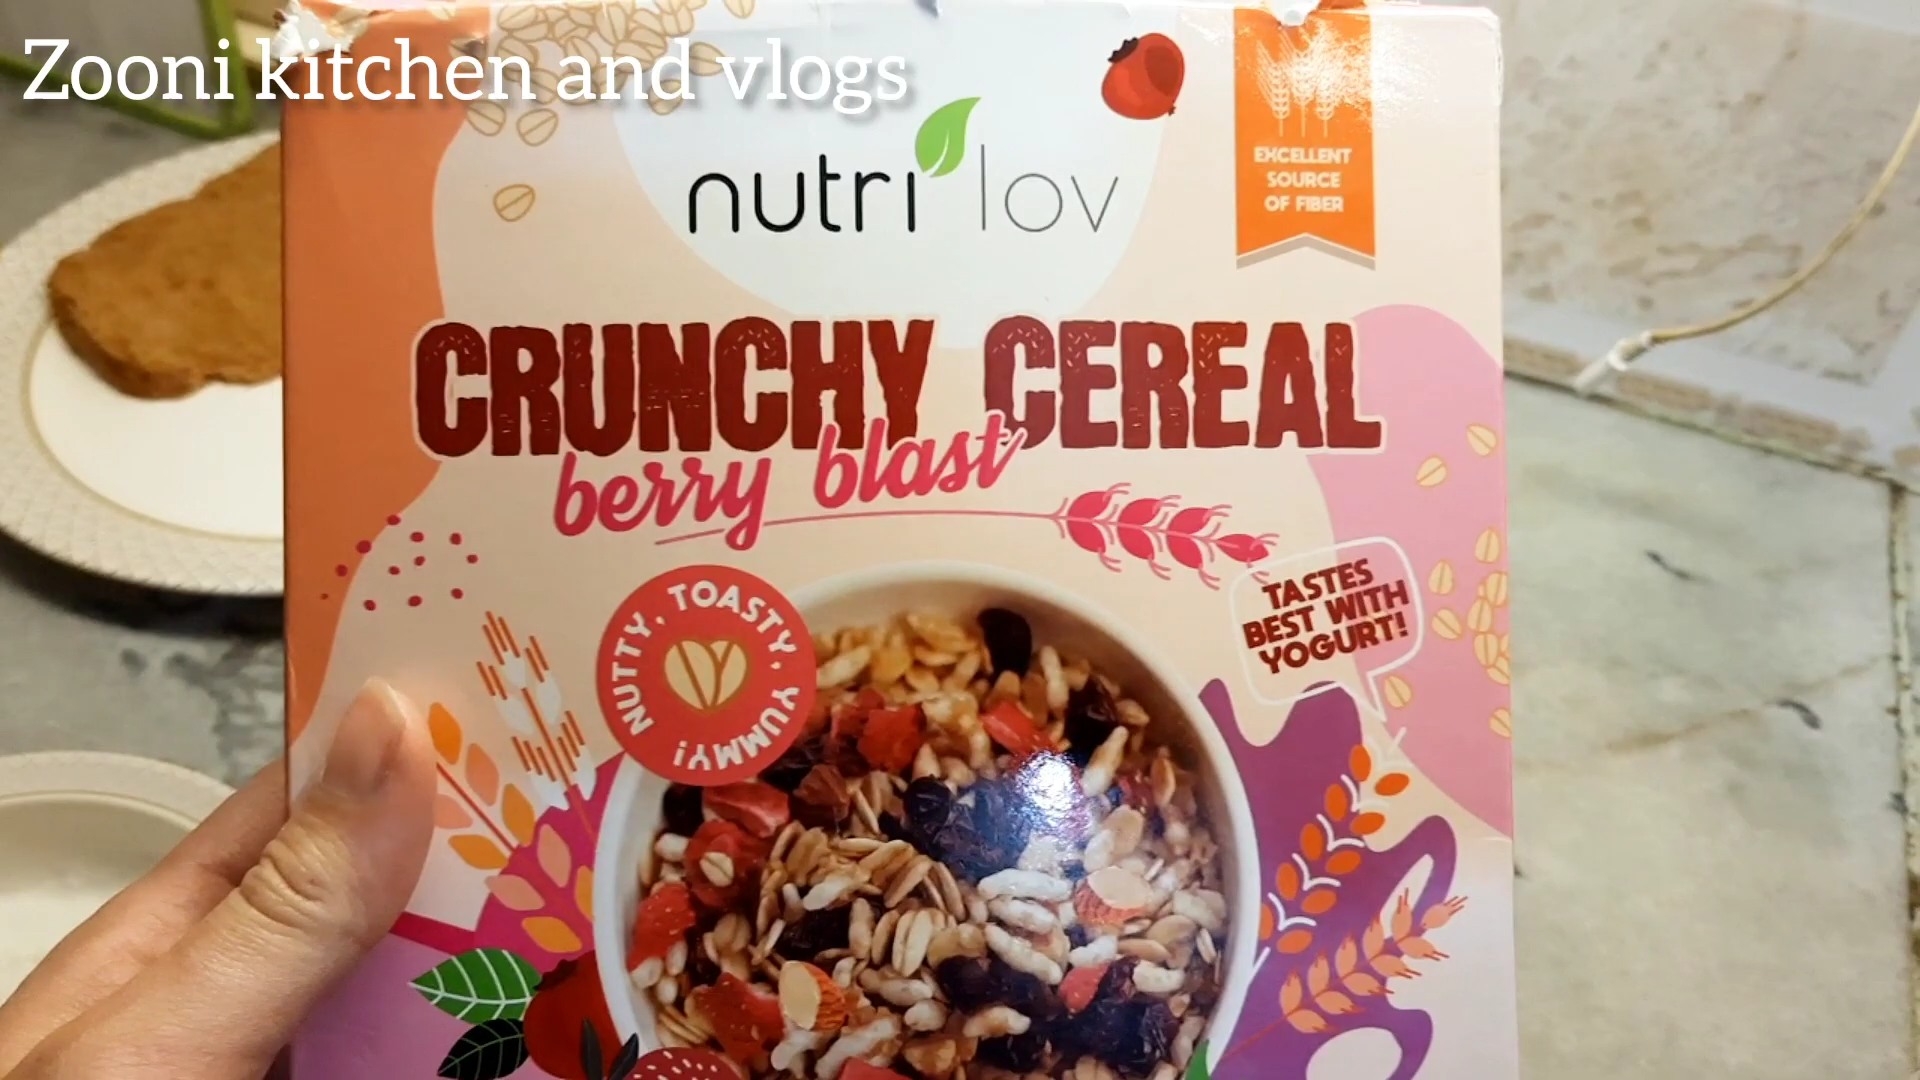 Zooni kitchen and vlogs
nutri lov
EXCELLENT
SOURCE
OF FIBER
CRUNCHY CEREAL
berry blast
NUTTY, TOASTY, YUMMY!
TASTES
BEST WITH
YOGURT!